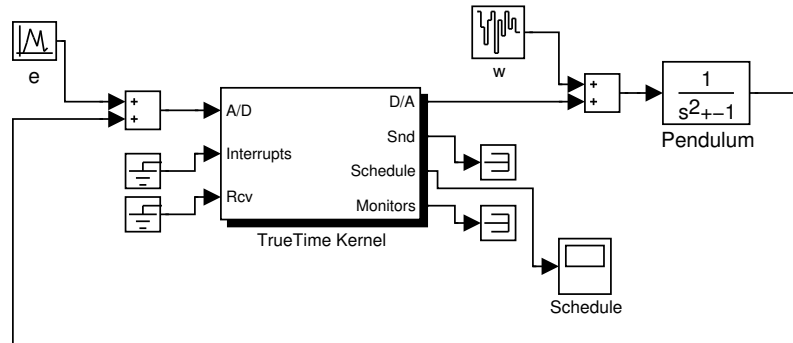 e
+
+
A/D
Interrupts
Rcv
D/A
Snd
Schedule
Monitors
TrueTime Kernel
w
+
+
1
s²+-1
Pendulum
Schedule